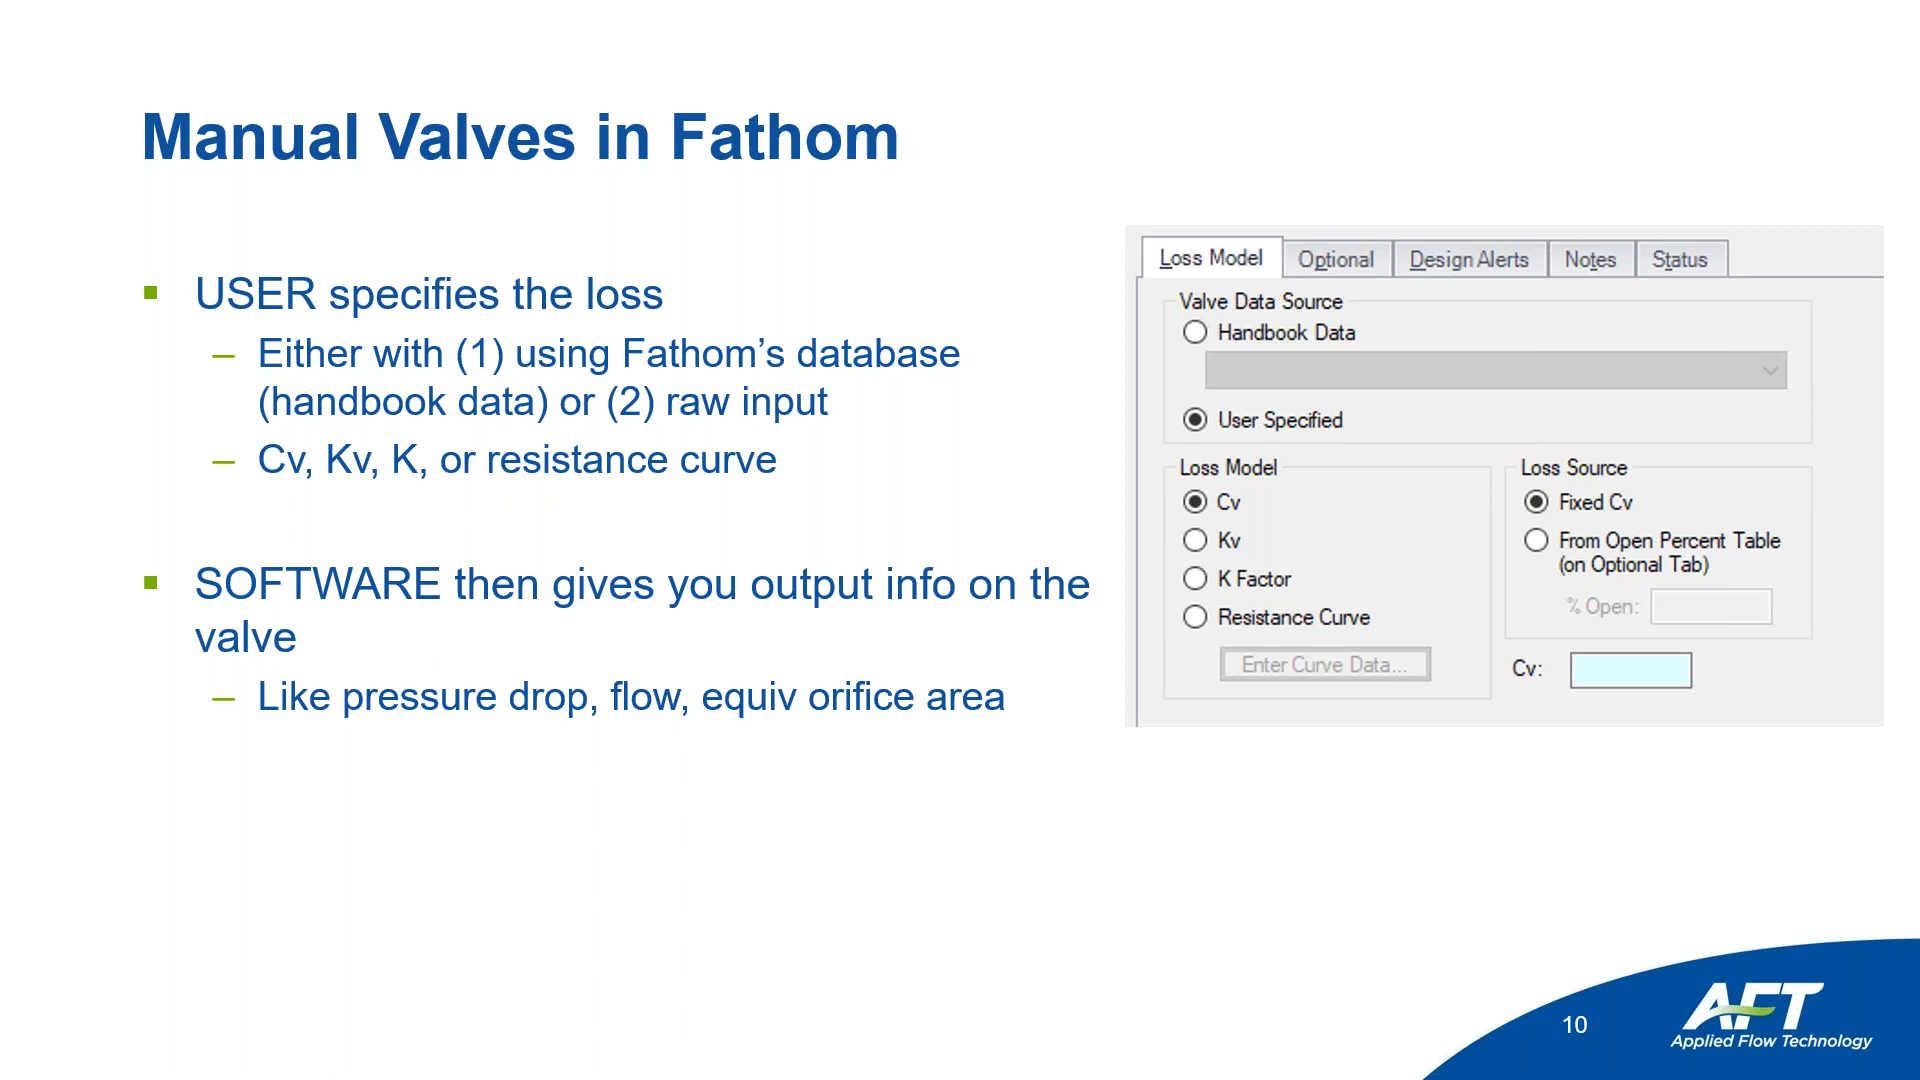 Manual Valves in Fathom
▪ USER specifies the loss
– Either with (1) using Fathom’s database
(handbook data) or (2) raw input
– Cv, Kv, K, or resistance curve
▪ SOFTWARE then gives you output info on the
valve
– Like pressure drop, flow, equiv orifice area
Loss Model Optional Design Alerts Notes Status
Valve Data Source
Handbook Data
User Specified
Loss Model
Cv
Kv
K Factor
Resistance Curve
Enter Curve Data...
Loss Source
Fixed Cv
From Open Percent Table
(on Optional Tab)
% Open:
Cv:
10
AFT
Applied Flow Technology